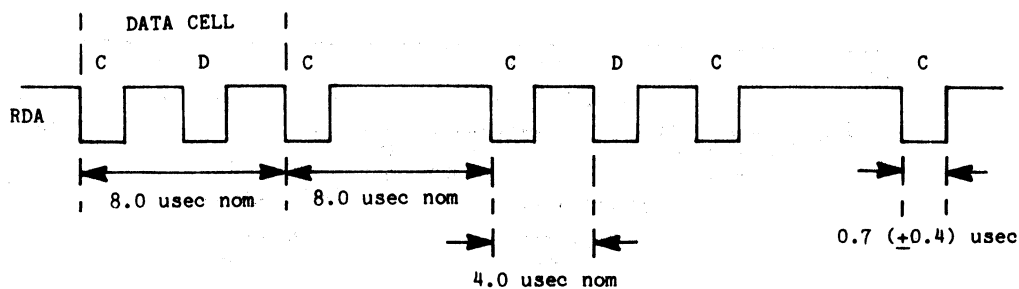 DATA CELL
C D C C D C C
RDA
8.0 usec nom 8.0 usec nom
0.7 (±0.4) usec
4.0 usec nom